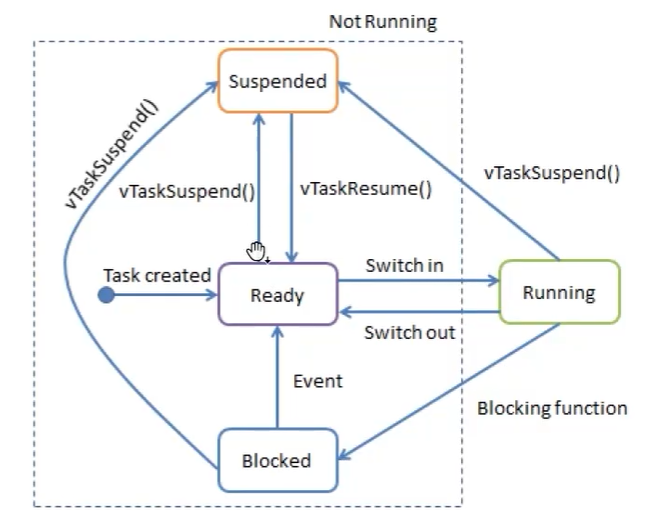 Not Running
Suspended
vTaskSuspend()
vTaskSuspend()
vTaskResume()
vTaskSuspend()
Task created
Ready
Switch in
Running
Switch out
Event
Blocking function
Blocked